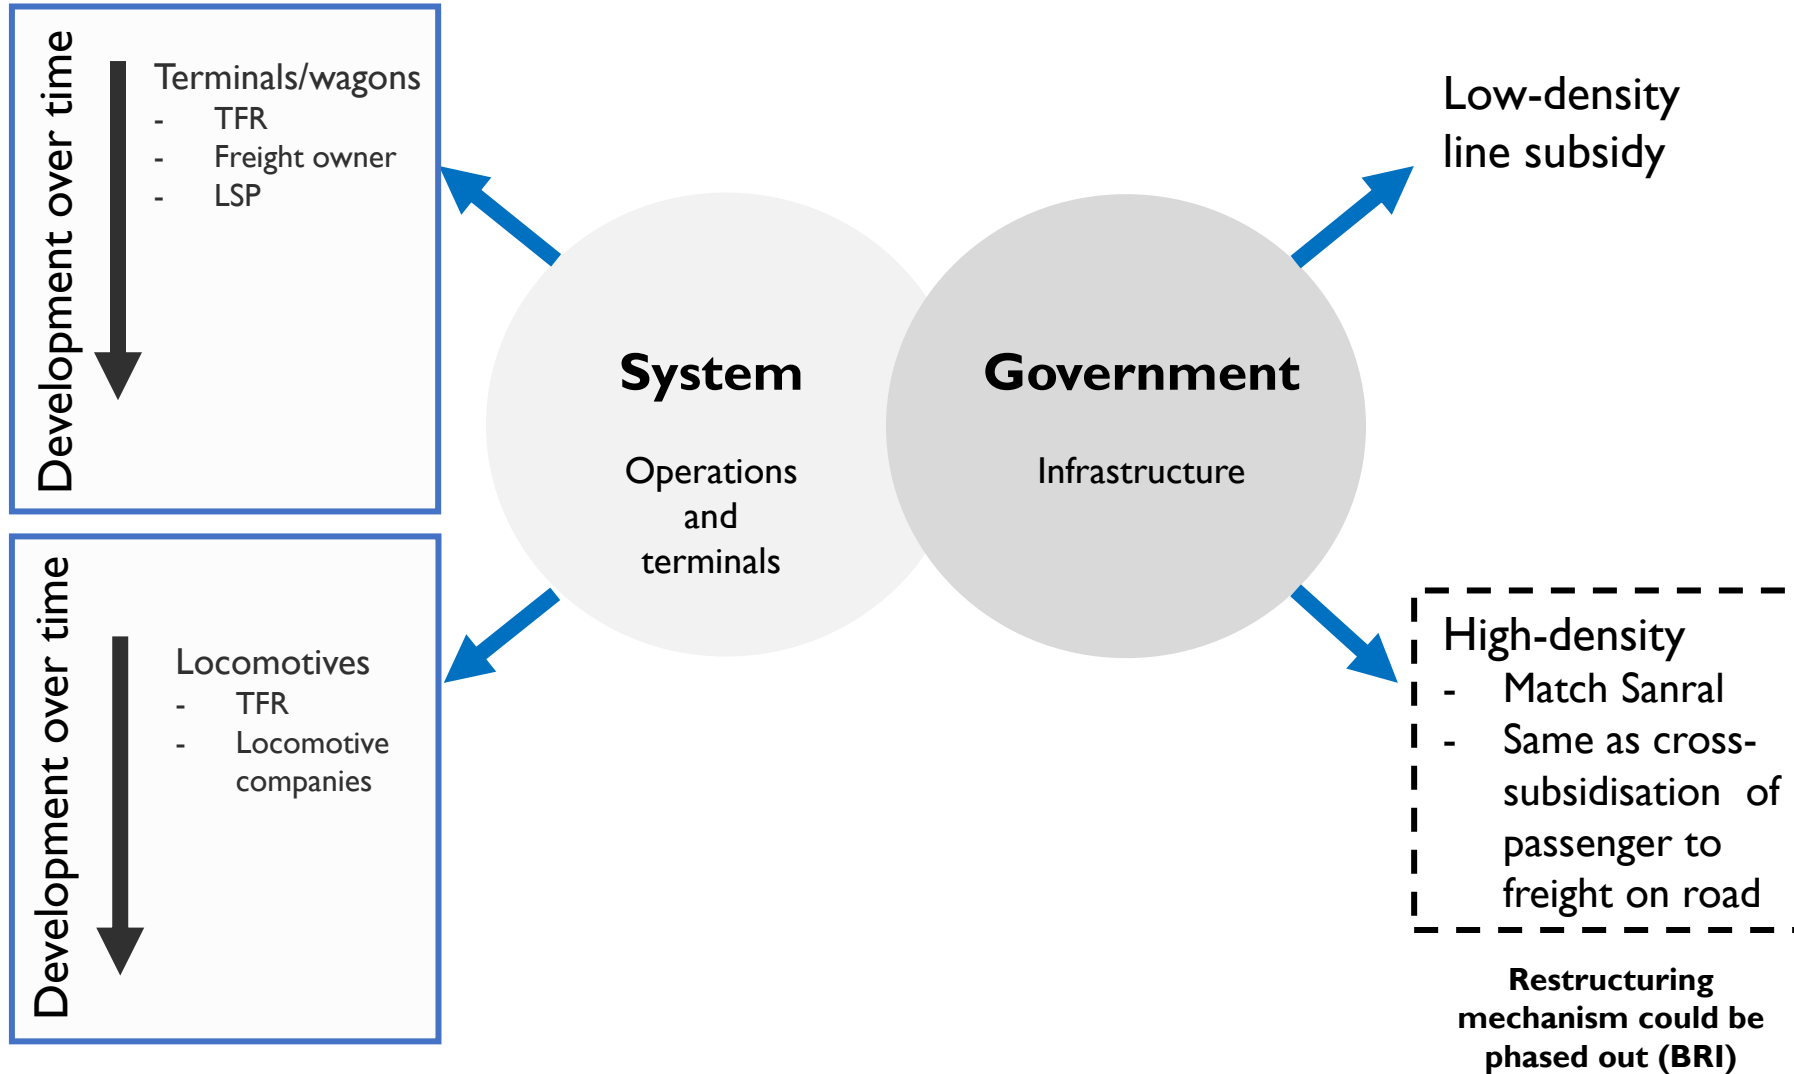 Development over time
Terminals/wagons
- TFR
- Freight owner
- LSP
Development over time
Locomotives
- TFR
- Locomotive
companies
System
Operations
and
terminals
Government
Infrastructure
Low-density
line subsidy
High-density
- Match Sanral
- Same as cross-
subsidisation of
passenger to
freight on road
Restructuring
mechanism could be
phased out (BRI)